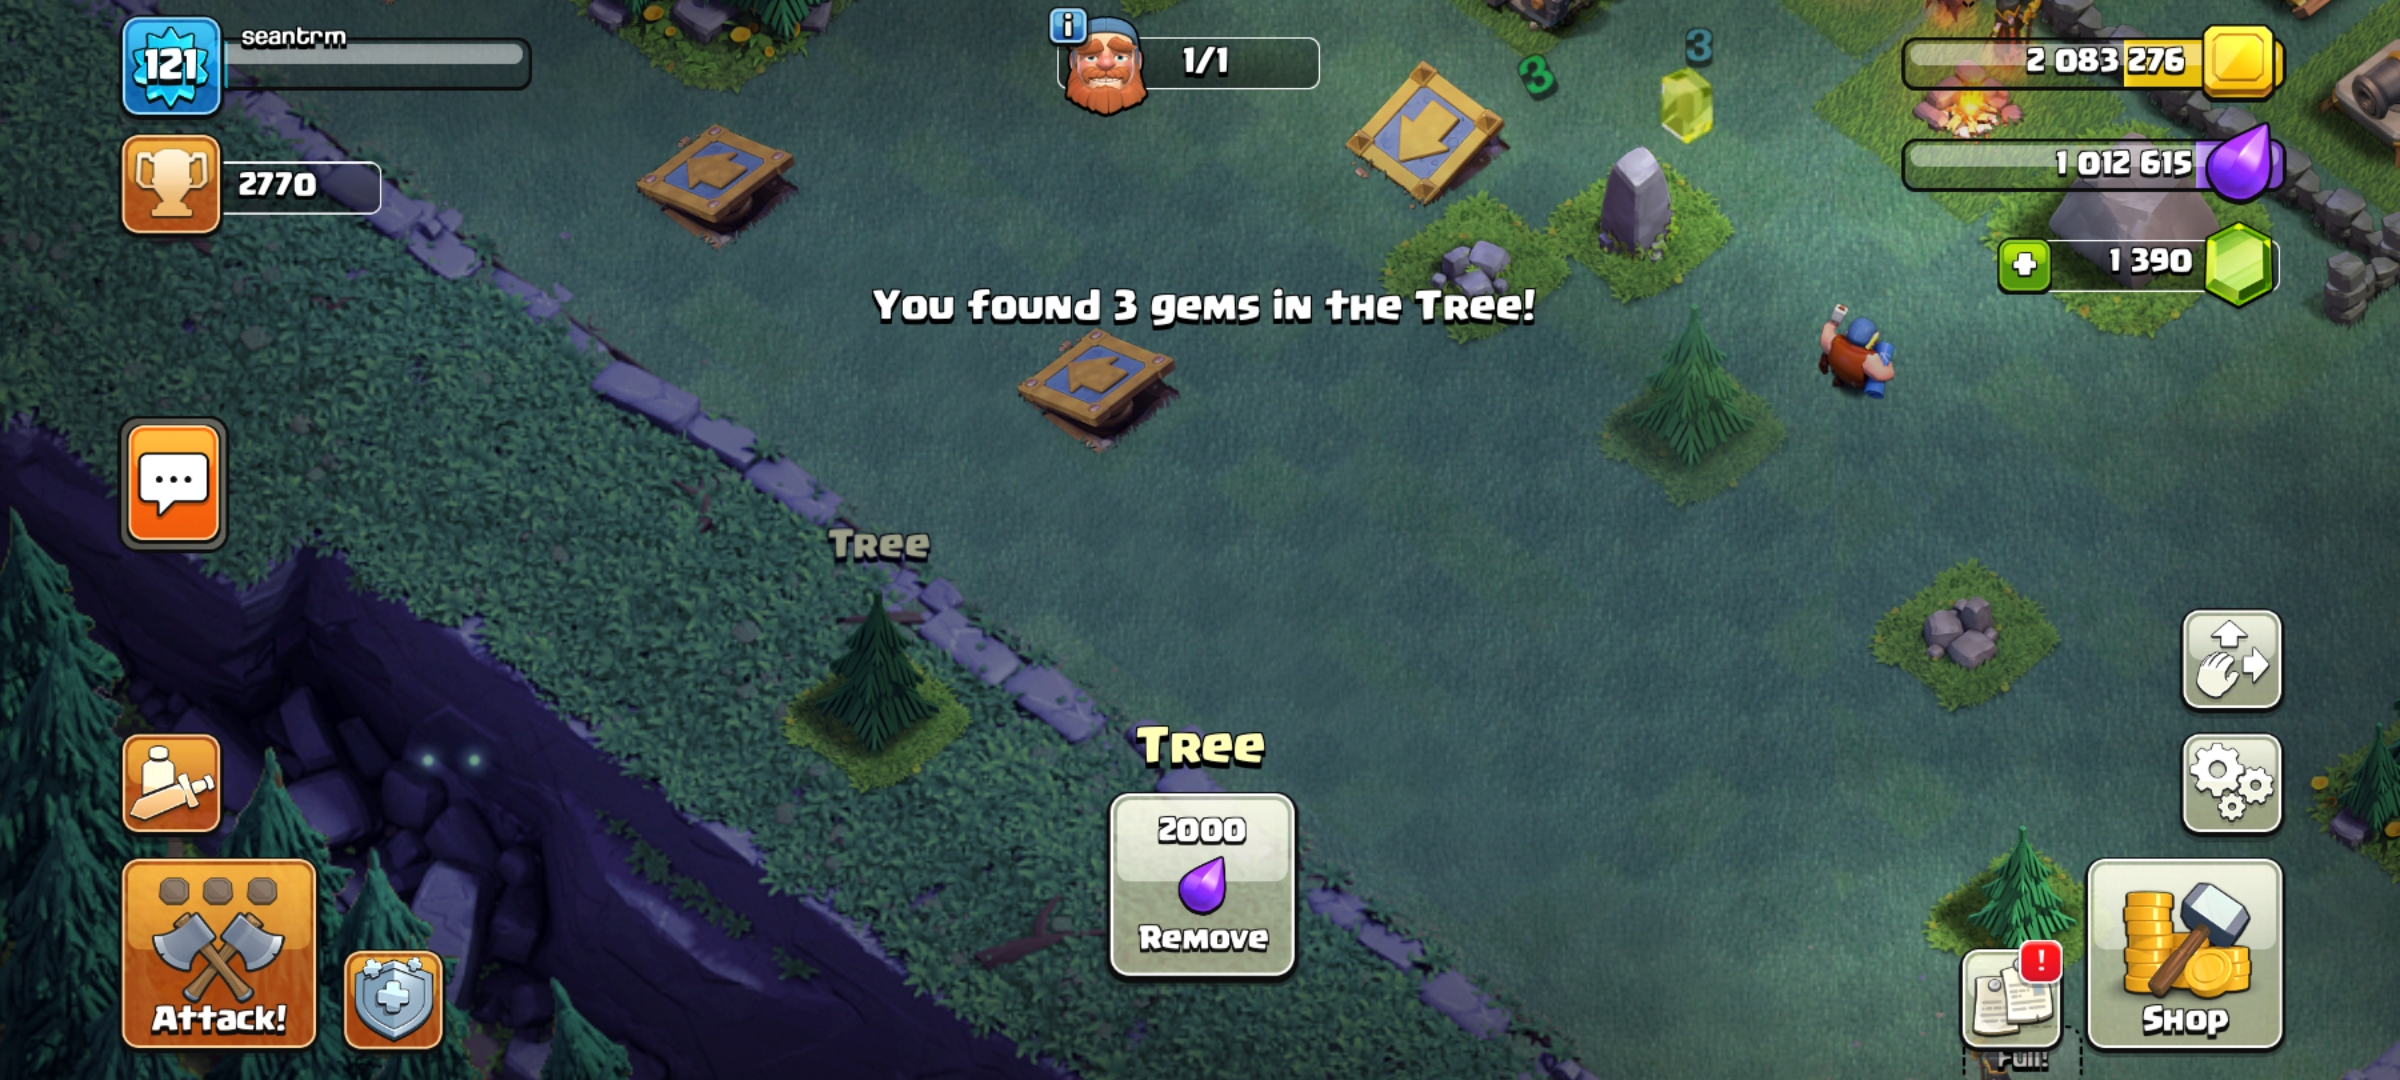 seantrm
121
1/1
3
3
2 083 276
2770
1 012 615
1 390
You found 3 gems in the Tree!
Tree
Tree
2000
Remove
Attack!
!
Shop
Full!